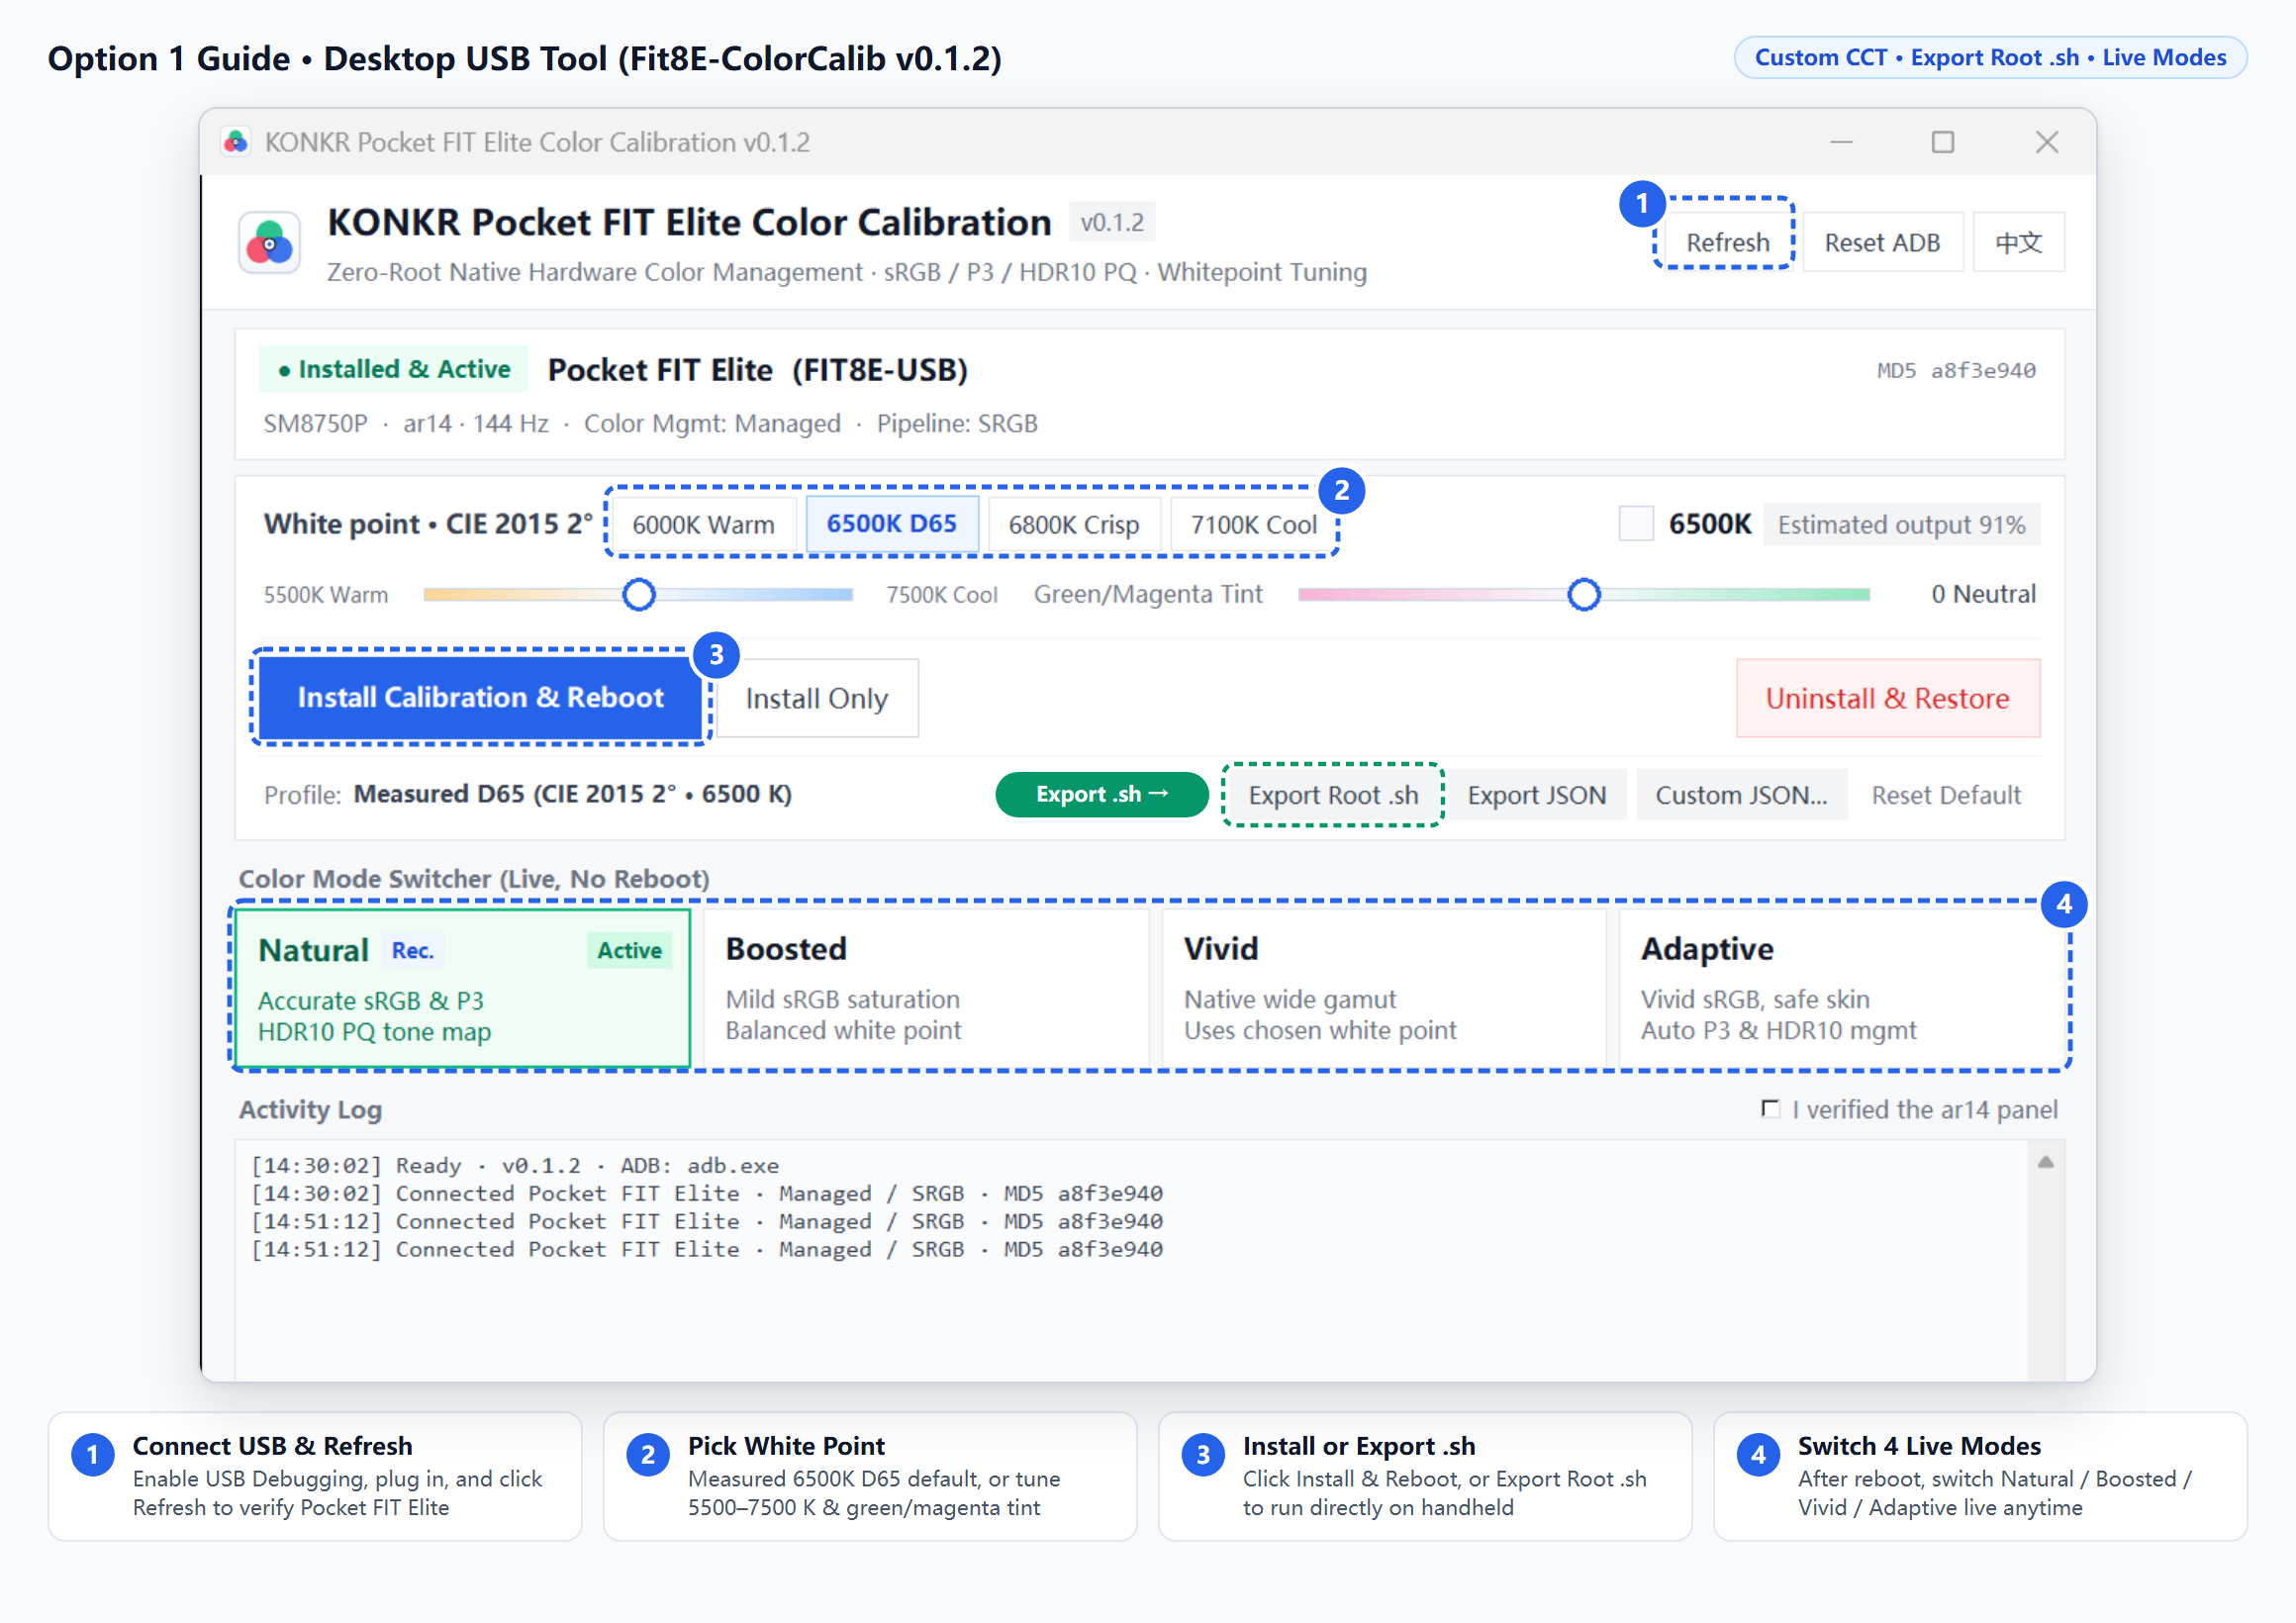 Option 1 Guide • Desktop USB Tool (Fit8E-ColorCalib v0.1.2)
Custom CCT • Export Root .sh • Live Modes
KONKR Pocket FIT Elite Color Calibration v0.1.2
KONKR Pocket FIT Elite Color Calibration v0.1.2
Zero-Root Native Hardware Color Management · sRGB / P3 / HDR10 PQ · Whitepoint Tuning
1
Refresh
Reset ADB
中文
● Installed & Active
Pocket FIT Elite (FIT8E-USB)
MD5 a8f3e940
SM8750P · ar14 · 144 Hz · Color Mgmt: Managed · Pipeline: SRGB
White point • CIE 2015 2°
6000K Warm
6500K D65
6800K Crisp
7100K Cool
2
6500K
Estimated output 91%
5500K Warm
7500K Cool
Green/Magenta Tint
0 Neutral
Install Calibration & Reboot
3
Install Only
Uninstall & Restore
Profile: Measured D65 (CIE 2015 2° • 6500 K)
Export .sh →
Export Root .sh
Export JSON
Custom JSON...
Reset Default
Color Mode Switcher (Live, No Reboot)
4
Natural
Rec.
Active
Accurate sRGB & P3
HDR10 PQ tone map
Boosted
Mild sRGB saturation
Balanced white point
Vivid
Native wide gamut
Uses chosen white point
Adaptive
Vivid sRGB, safe skin
Auto P3 & HDR10 mgmt
Activity Log
I verified the ar14 panel
[14:30:02] Ready · v0.1.2 · ADB: adb.exe
[14:30:02] Connected Pocket FIT Elite · Managed / SRGB · MD5 a8f3e940
[14:51:12] Connected Pocket FIT Elite · Managed / SRGB · MD5 a8f3e940
[14:51:12] Connected Pocket FIT Elite · Managed / SRGB · MD5 a8f3e940
1
Connect USB & Refresh
Enable USB Debugging, plug in, and click
Refresh to verify Pocket FIT Elite
2
Pick White Point
Measured 6500K D65 default, or tune
5500–7500 K & green/magenta tint
3
Install or Export .sh
Click Install & Reboot, or Export Root .sh
to run directly on handheld
4
Switch 4 Live Modes
After reboot, switch Natural / Boosted /
Vivid / Adaptive live anytime